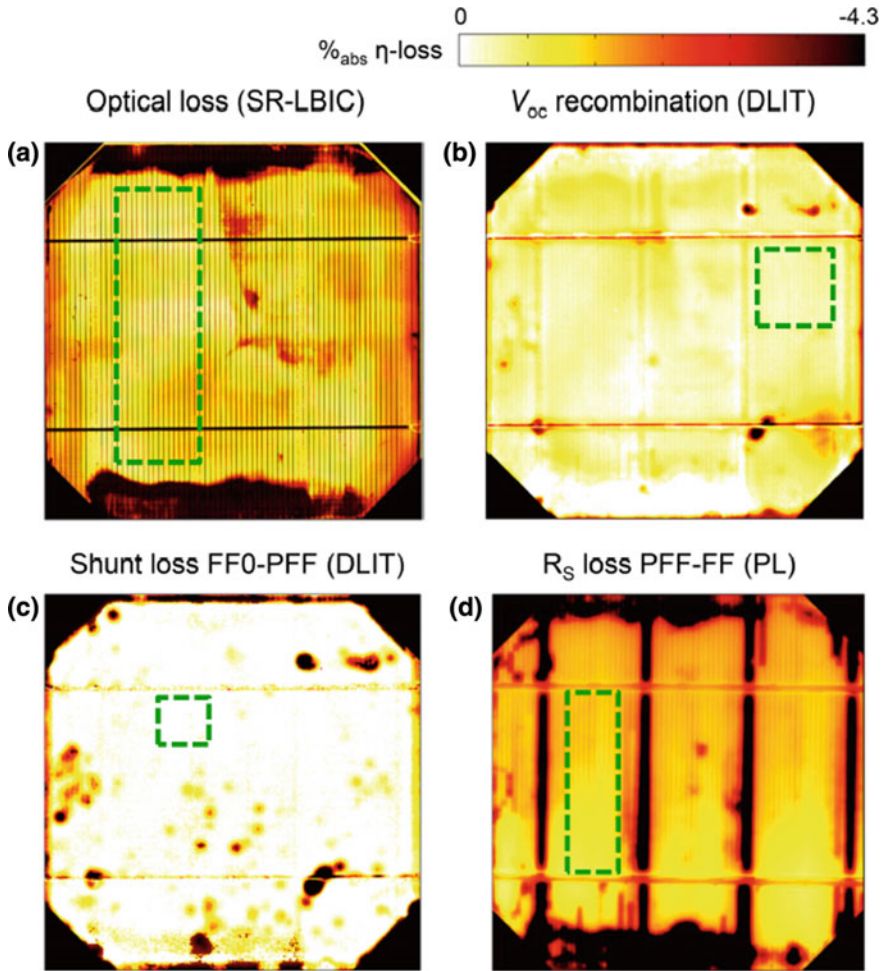 0
-4.3
%abs η-loss
Optical loss (SR-LBIC)
Voc recombination (DLIT)
(a)
(b)
Shunt loss FF0-PFF (DLIT)
RS loss PFF-FF (PL)
(c)
(d)